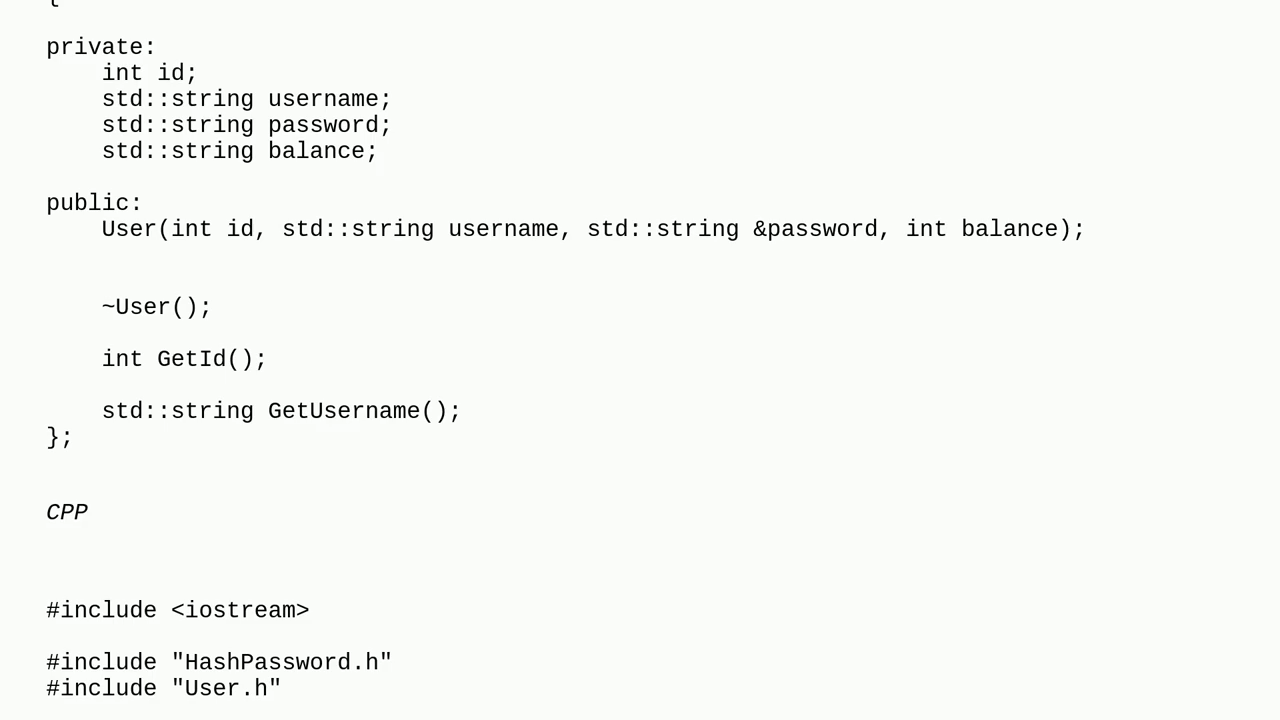 {
private:
    int id;
    std::string username;
    std::string password;
    std::string balance;
public:
    User(int id, std::string username, std::string &password, int balance);
    ~User();
    int GetId();
    std::string GetUsername();
};
CPP
#include <iostream>
#include "HashPassword.h"
#include "User.h"